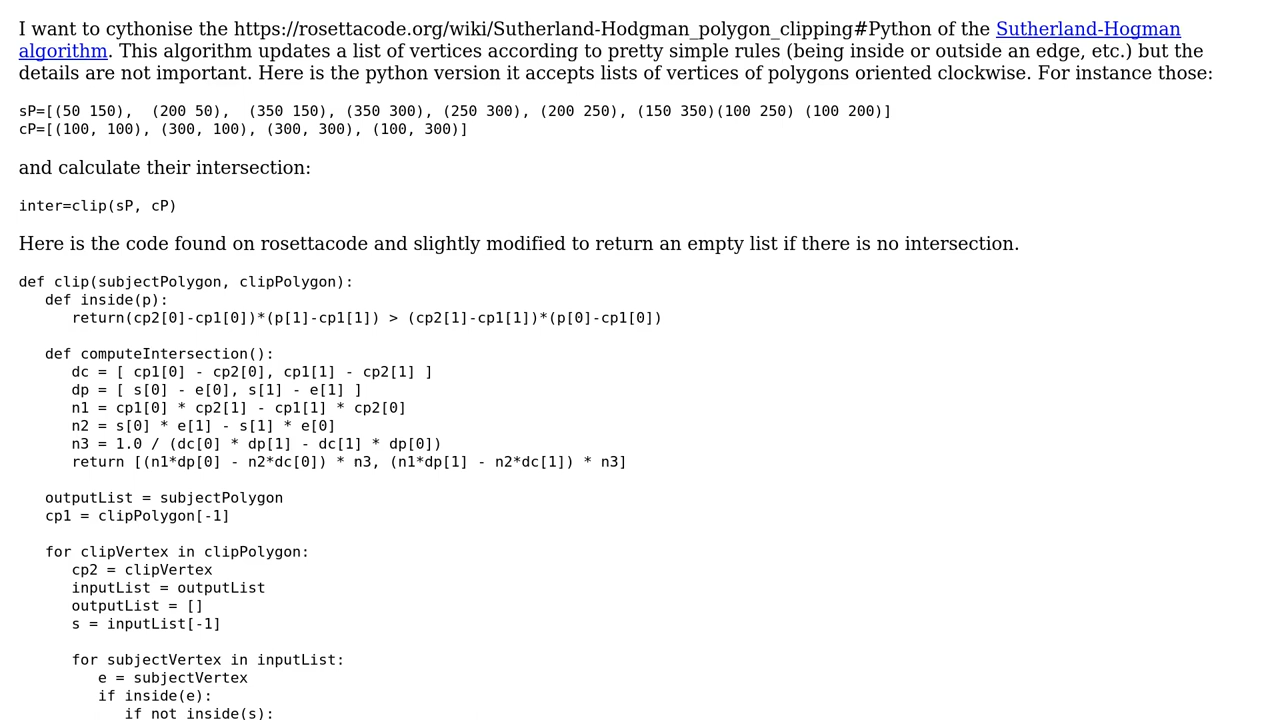 I want to cythonise the https://rosettacode.org/wiki/Sutherland-Hodgman_polygon_clipping#Python of the Sutherland-Hogman
algorithm. This algorithm updates a list of vertices according to pretty simple rules (being inside or outside an edge, etc.) but the
details are not important. Here is the python version it accepts lists of vertices of polygons oriented clockwise. For instance those:
sP=[(50 150),  (200 50),  (350 150), (350 300), (250 300), (200 250), (150 350)(100 250) (100 200)]
cP=[(100, 100), (300, 100), (300, 300), (100, 300)]
and calculate their intersection:
inter=clip(sP, cP)
Here is the code found on rosettacode and slightly modified to return an empty list if there is no intersection.
def clip(subjectPolygon, clipPolygon):
   def inside(p):
      return(cp2[0]-cp1[0])*(p[1]-cp1[1]) > (cp2[1]-cp1[1])*(p[0]-cp1[0])
   def computeIntersection():
      dc = [ cp1[0] - cp2[0], cp1[1] - cp2[1] ]
      dp = [ s[0] - e[0], s[1] - e[1] ]
      n1 = cp1[0] * cp2[1] - cp1[1] * cp2[0]
      n2 = s[0] * e[1] - s[1] * e[0]
      n3 = 1.0 / (dc[0] * dp[1] - dc[1] * dp[0])
      return [(n1*dp[0] - n2*dc[0]) * n3, (n1*dp[1] - n2*dc[1]) * n3]
   outputList = subjectPolygon
   cp1 = clipPolygon[-1]
   for clipVertex in clipPolygon:
      cp2 = clipVertex
      inputList = outputList
      outputList = []
      s = inputList[-1]
      for subjectVertex in inputList:
         e = subjectVertex
         if inside(e):
            if not inside(s):